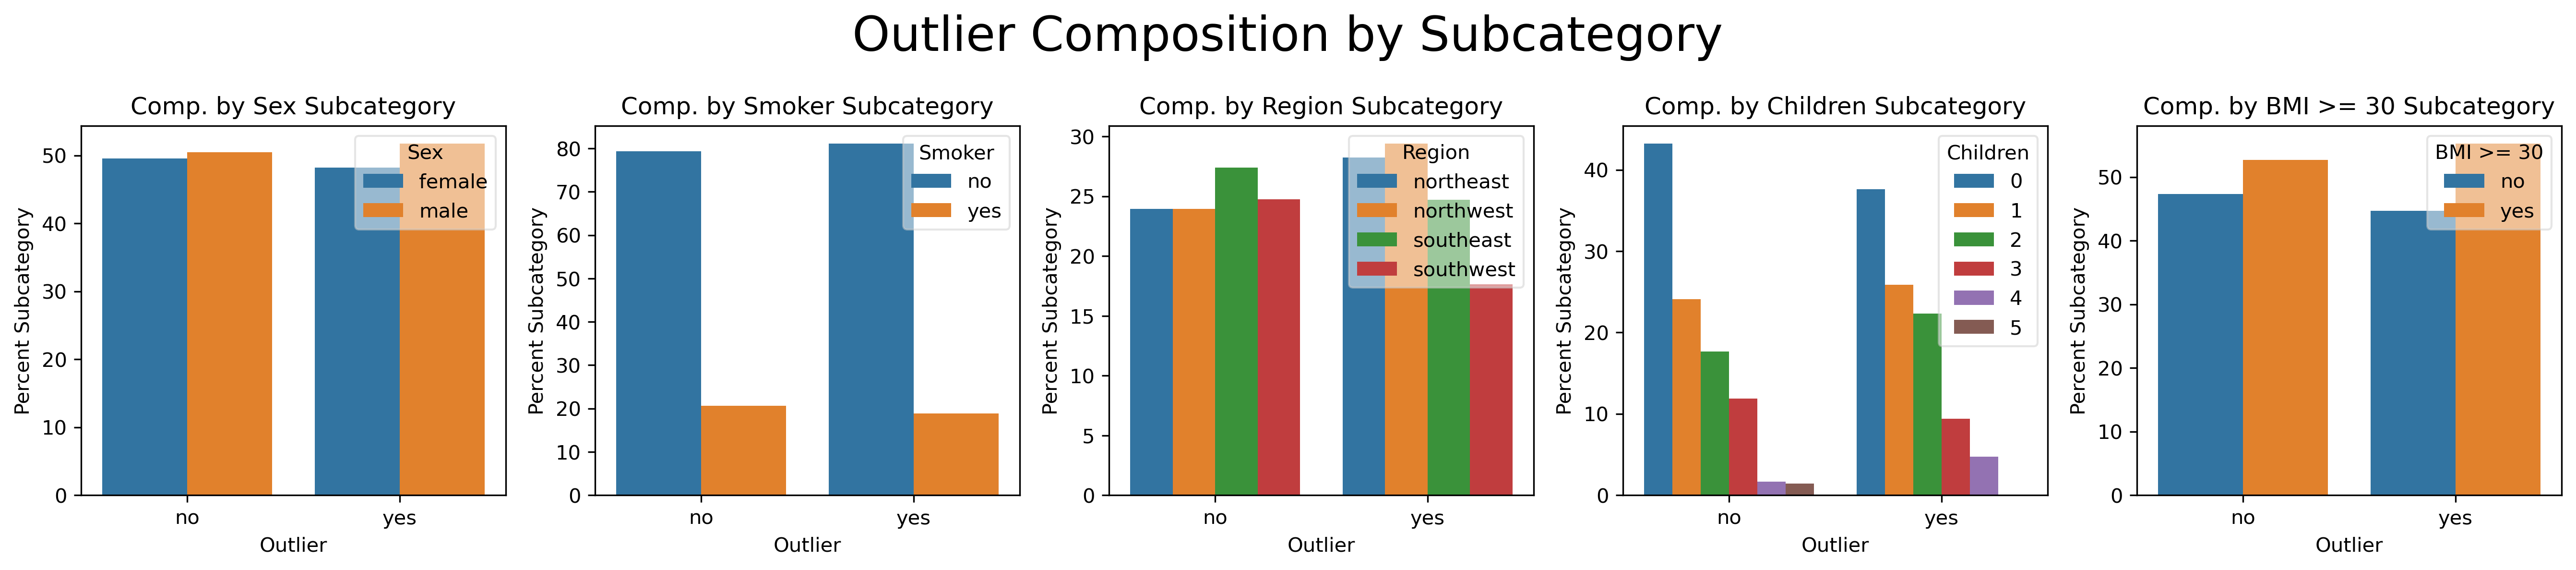 Outlier Composition by Subcategory
Comp. by Sex Subcategory
Percent Subcategory
50
40
30
20
10
0
Sex
female
male
no
yes
Outlier
Comp. by Smoker Subcategory
Percent Subcategory
80
70
60
50
40
30
20
10
0
Smoker
no
yes
no
yes
Outlier
Comp. by Region Subcategory
Percent Subcategory
30
25
20
15
10
5
0
Region
northeast
northwest
southeast
southwest
no
yes
Outlier
Comp. by Children Subcategory
Percent Subcategory
40
30
20
10
0
Children
0
1
2
3
4
5
no
yes
Outlier
Comp. by BMI >= 30 Subcategory
Percent Subcategory
50
40
30
20
10
0
BMI >= 30
no
yes
no
yes
Outlier